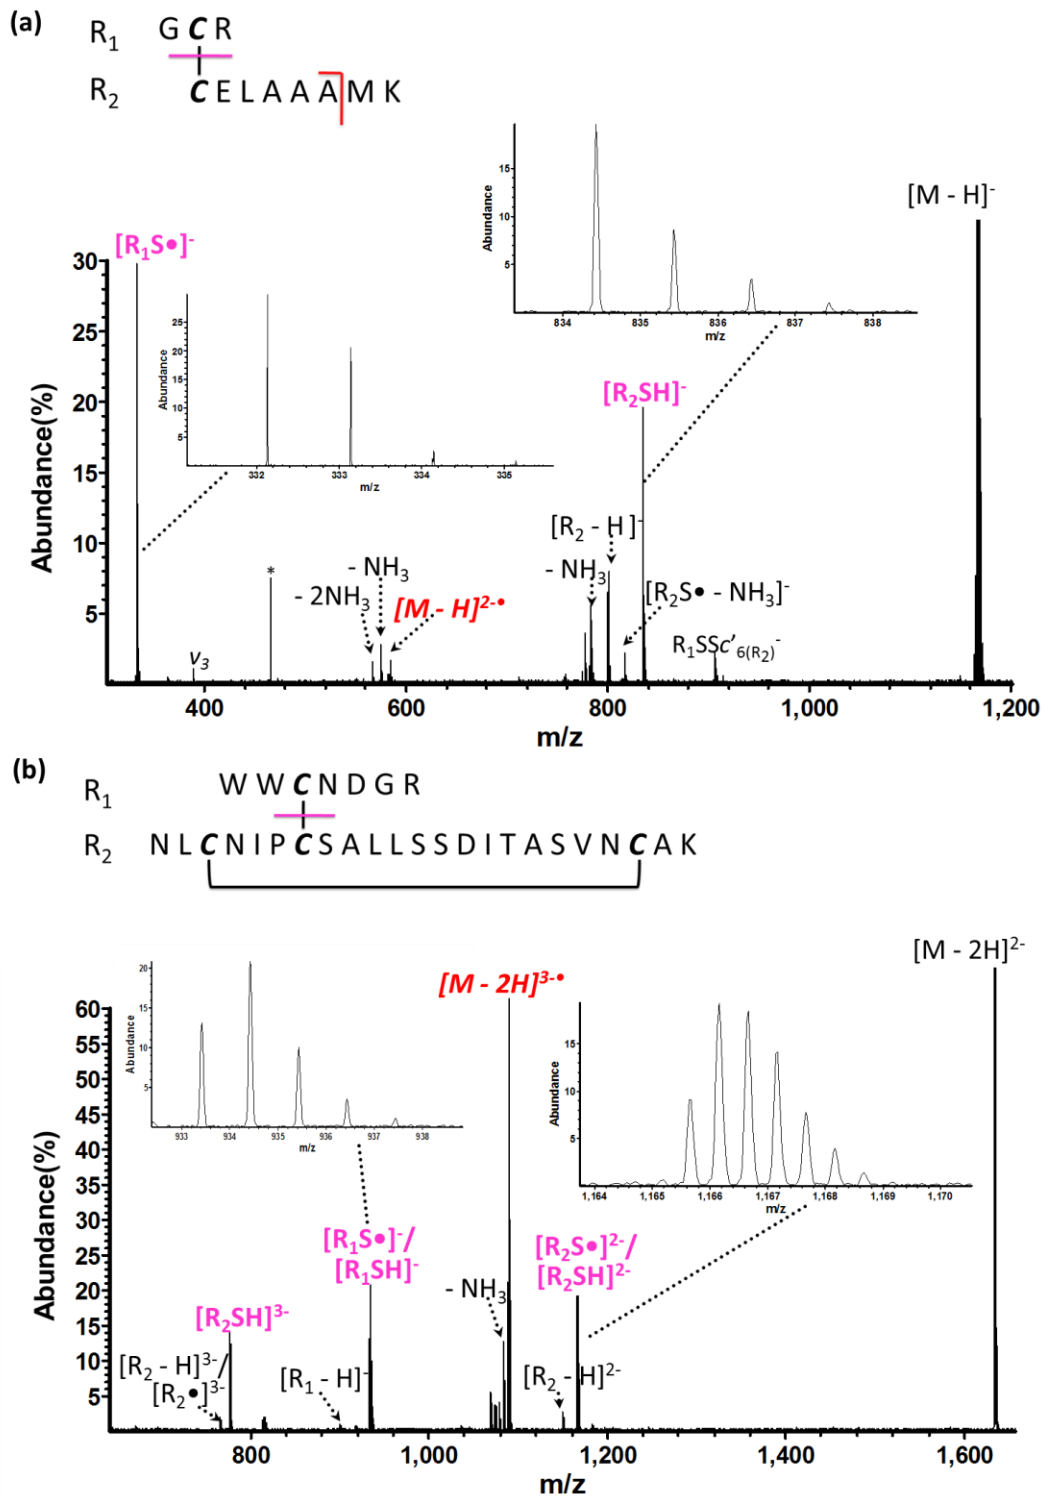 (a)
R₁ G C R
R₂ C E L A A A M K
[M - H]⁻
[R₁S●]⁻
[R₂SH]⁻
[R₂ - H]⁻
- NH₃
- NH₃
- 2NH₃
[M - H]²⁻●
[R₂S● - NH₃]⁻
R₁SSc'₆₍R₂₎⁻
*
v₃
Abundance(%)
30
25
20
15
10
5
400 600 800 1,000 1,200
m/z
Abundance
15
10
5
834 835 836 837 838
m/z
Abundance
25
20
15
10
5
332 333 334 335
m/z
(b)
R₁ W W C N D G R
R₂ N L C N I P C S A L L S S D I T A S V N C A K
[M - 2H]²⁻
[M - 2H]³⁻●
[R₁S●]⁻/
[R₁SH]⁻
[R₂S●]²⁻/
[R₂SH]²⁻
- NH₃
[R₂SH]³⁻
[R₂ - H]³⁻/
[R₂●]³⁻
[R₁ - H]⁻
[R₂ - H]²⁻
Abundance(%)
60
55
50
45
40
35
30
25
20
15
10
5
800 1,000 1,200 1,400 1,600
m/z
Abundance
20
15
10
5
933 934 935 936 937 938
m/z
Abundance
15
10
5
1,164 1,165 1,166 1,167 1,168 1,169 1,170
m/z